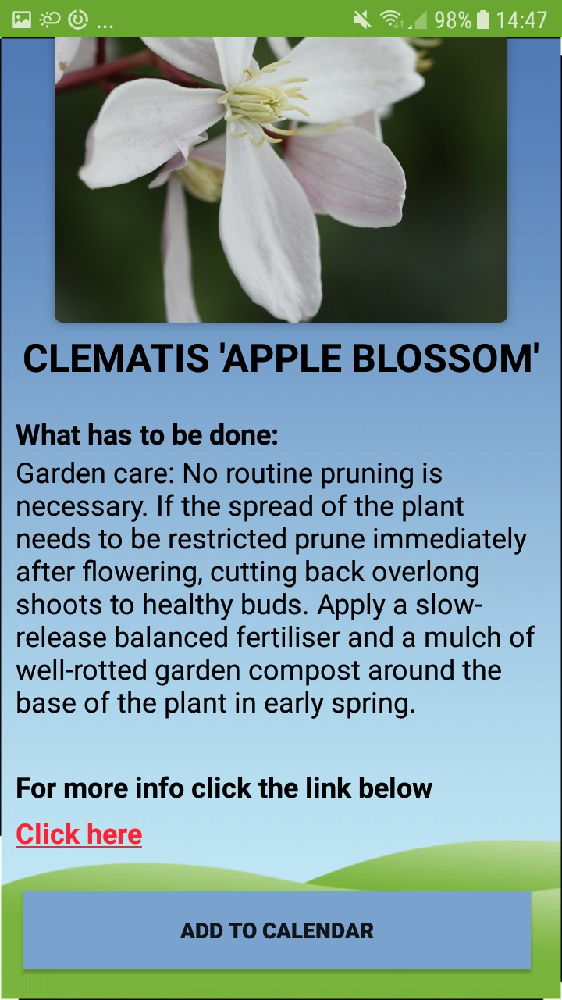 ... 98% 14:47
CLEMATIS 'APPLE BLOSSOM'
What has to be done:
Garden care: No routine pruning is
necessary. If the spread of the plant
needs to be restricted prune immediately
after flowering, cutting back overlong
shoots to healthy buds. Apply a slow-
release balanced fertiliser and a mulch of
well-rotted garden compost around the
base of the plant in early spring.
For more info click the link below
Click here
ADD TO CALENDAR